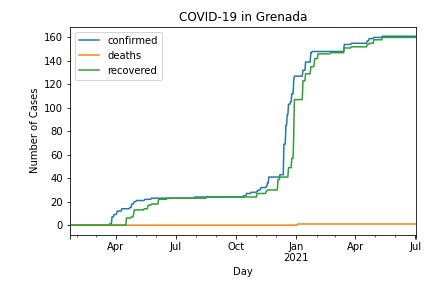 COVID-19 in Grenada
confirmed
deaths
recovered
Number of Cases
160
140
120
100
80
60
40
20
0
Apr
Jul
Oct
Jan
2021
Apr
Jul
Day